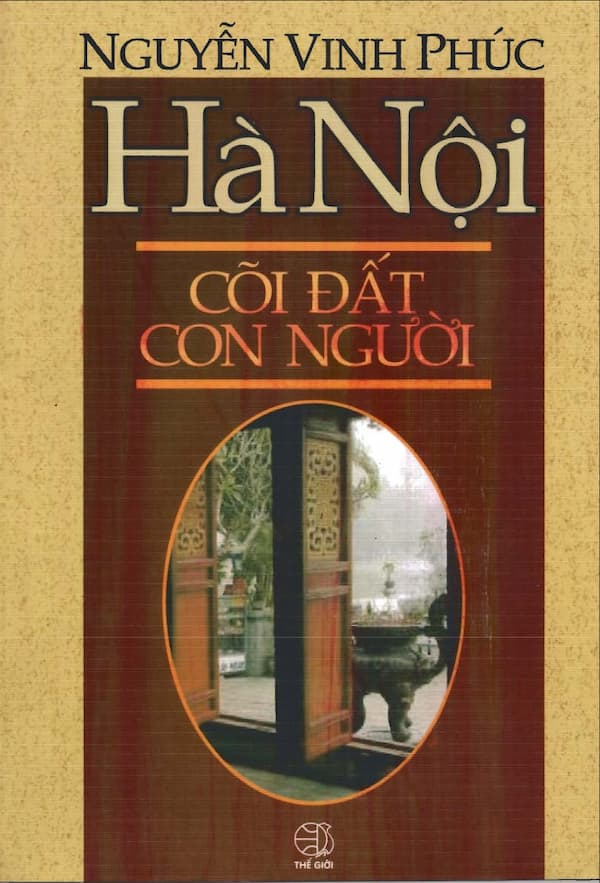 NGUYỄN VINH PHÚC
Hà Nội
CÕI ĐẤT
CON NGƯỜI
THẾ GIỚI